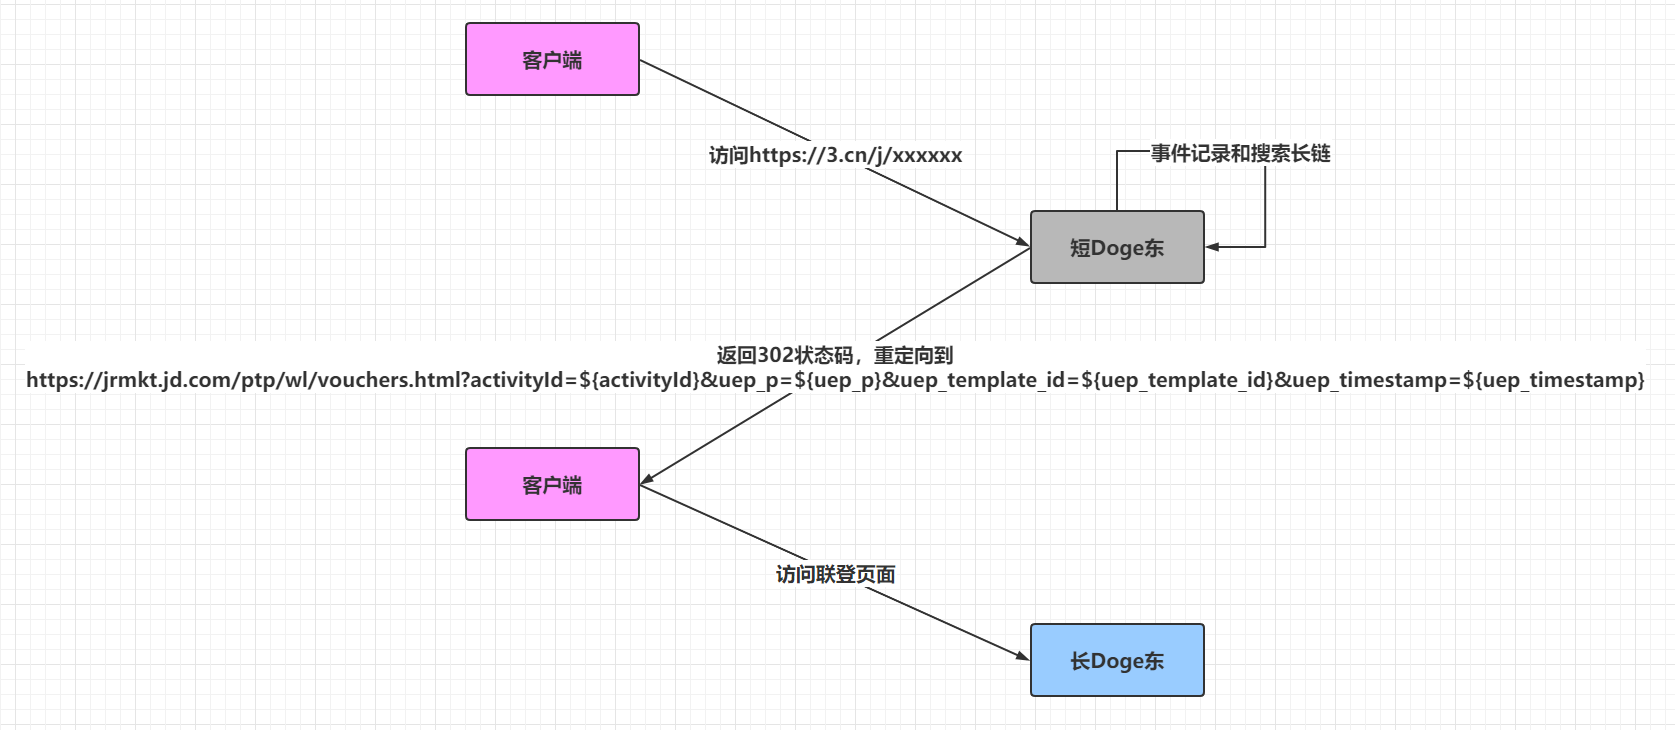 客户端
访问https://3.cn/j/xxxxxx
事件记录和搜索长链
短Doge东
返回302状态码，重定向到
https://jrmkt.jd.com/ptp/wl/vouchers.html?activityId=${activityId}&uep_p=${uep_p}&uep_template_id=${uep_template_id}&uep_timestamp=${uep_timestamp}
客户端
访问联登页面
长Doge东